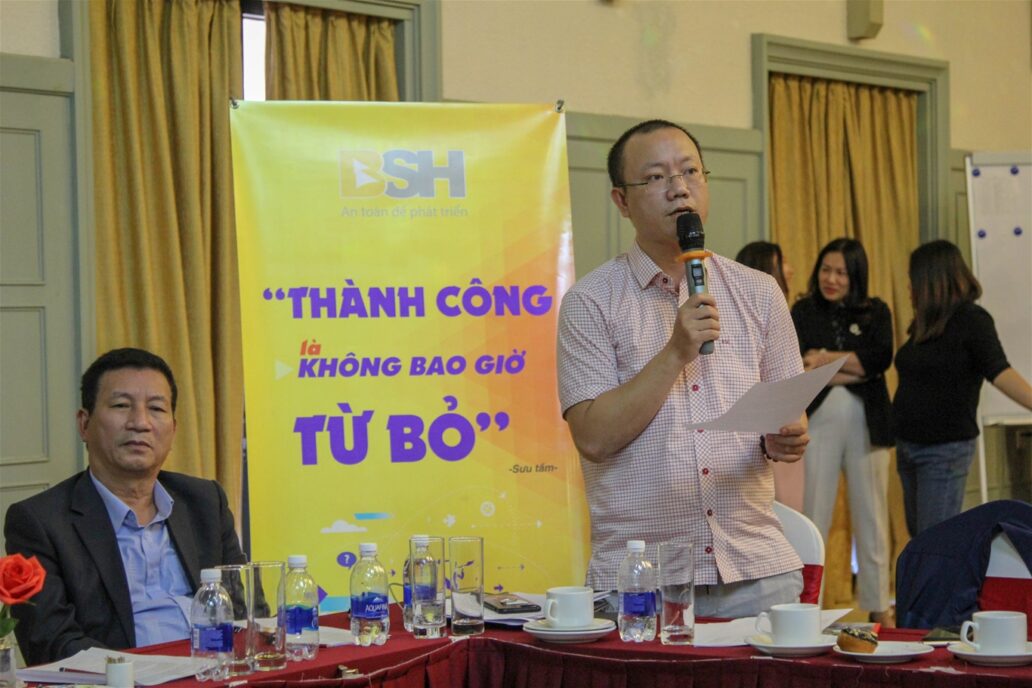 BSH
An toàn để phát triển
“THÀNH CÔNG
là
KHÔNG BAO GIỜ
TỪ BỎ”
-Sưu tầm-
AQUAFINA